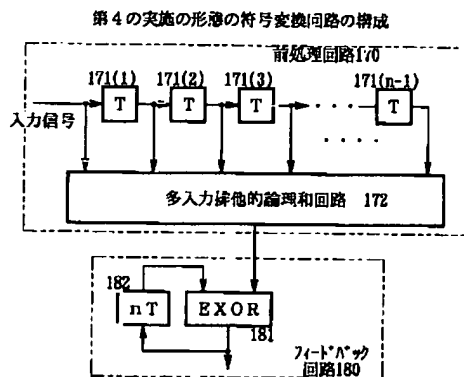 第4の実施の形態の符号変換回路の構成
前処理回路170
171(1) 171(2) 171(3) 171(n-1)
T T T ・・・・ T
入力信号
・・・・
多入力排他的論理和回路 172
182
nT EXOR
181
フィードバック
回路180